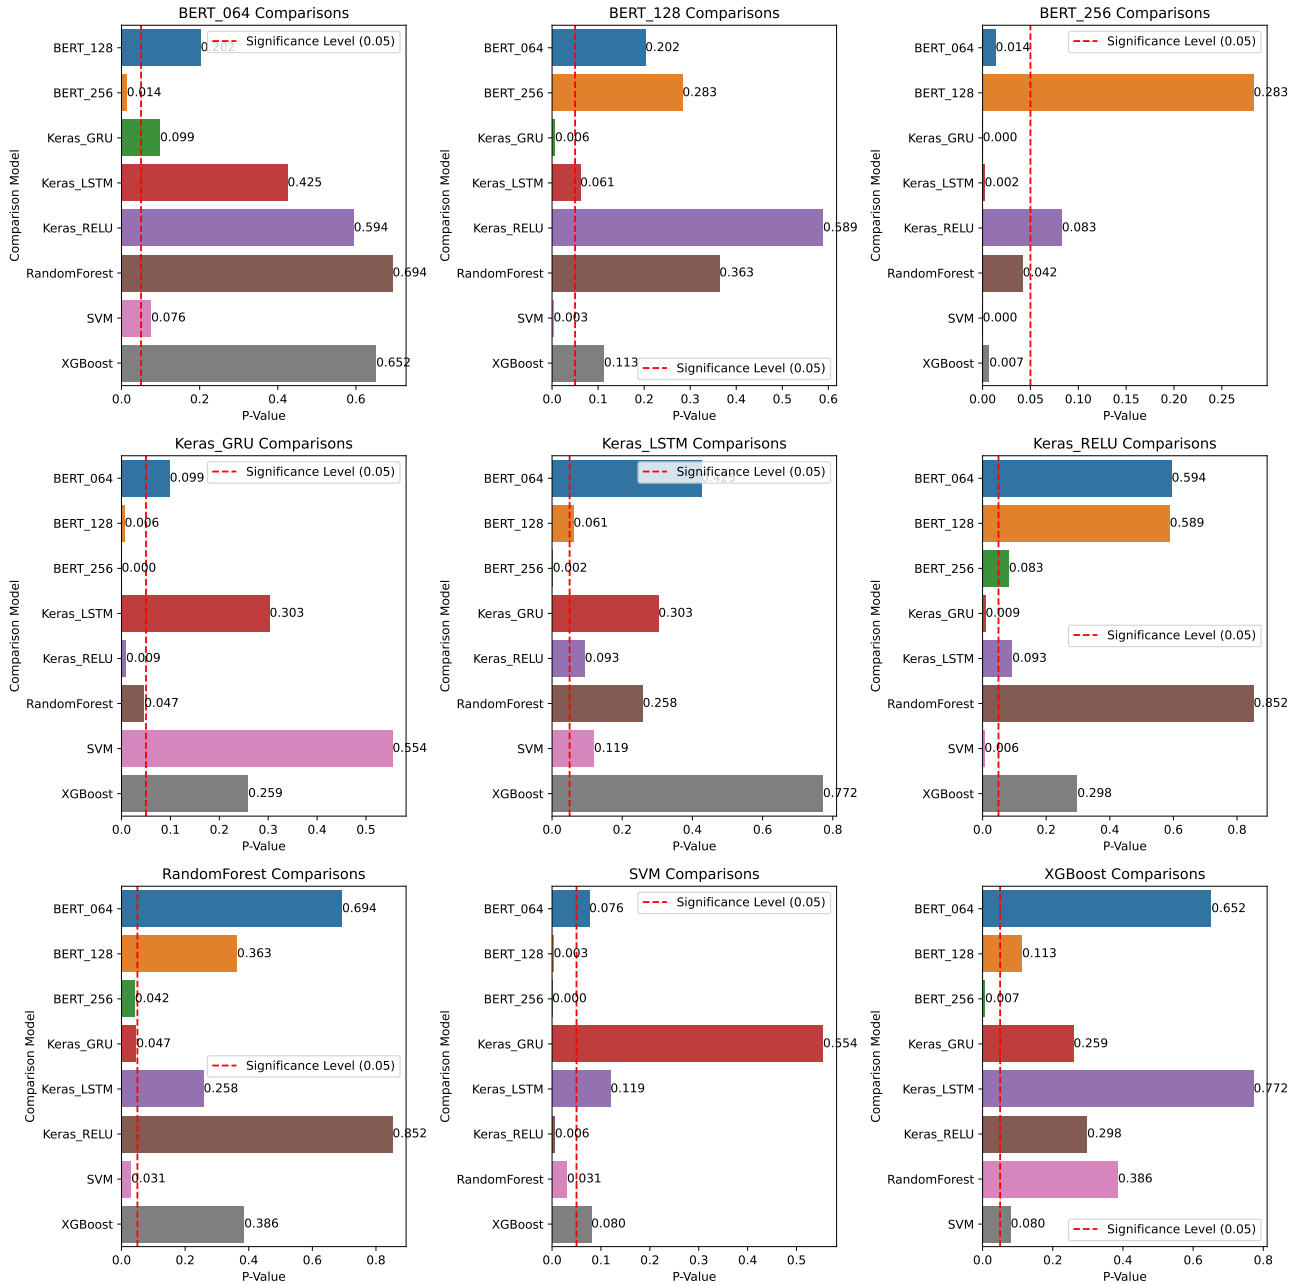 BERT_064 Comparisons
Comparison Model
BERT_128
BERT_256
Keras_GRU
Keras_LSTM
Keras_RELU
RandomForest
SVM
XGBoost
0.202
0.014
0.099
0.425
0.594
0.694
0.076
0.652
Significance Level (0.05)
0.0 0.2 0.4 0.6
P-Value
BERT_128 Comparisons
Comparison Model
BERT_064
BERT_256
Keras_GRU
Keras_LSTM
Keras_RELU
RandomForest
SVM
XGBoost
0.202
0.283
0.006
0.061
0.589
0.363
0.003
0.113
Significance Level (0.05)
0.0 0.1 0.2 0.3 0.4 0.5 0.6
P-Value
BERT_256 Comparisons
Comparison Model
BERT_064
BERT_128
Keras_GRU
Keras_LSTM
Keras_RELU
RandomForest
SVM
XGBoost
0.014
0.283
0.000
0.002
0.083
0.042
0.000
0.007
Significance Level (0.05)
0.00 0.05 0.10 0.15 0.20 0.25
P-Value
Keras_GRU Comparisons
Comparison Model
BERT_064
BERT_128
BERT_256
Keras_LSTM
Keras_RELU
RandomForest
SVM
XGBoost
0.099
0.006
0.000
0.303
0.009
0.047
0.554
0.259
Significance Level (0.05)
0.0 0.1 0.2 0.3 0.4 0.5
P-Value
Keras_LSTM Comparisons
Comparison Model
BERT_064
BERT_128
BERT_256
Keras_GRU
Keras_RELU
RandomForest
SVM
XGBoost
0.425
0.061
0.002
0.303
0.093
0.258
0.119
0.772
Significance Level (0.05)
0.0 0.2 0.4 0.6 0.8
P-Value
Keras_RELU Comparisons
Comparison Model
BERT_064
BERT_128
BERT_256
Keras_GRU
Keras_LSTM
RandomForest
SVM
XGBoost
0.594
0.589
0.083
0.009
0.093
0.852
0.006
0.298
Significance Level (0.05)
0.0 0.2 0.4 0.6 0.8
P-Value
RandomForest Comparisons
Comparison Model
BERT_064
BERT_128
BERT_256
Keras_GRU
Keras_LSTM
Keras_RELU
SVM
XGBoost
0.694
0.363
0.042
0.047
0.258
0.852
0.031
0.386
Significance Level (0.05)
0.0 0.2 0.4 0.6 0.8
P-Value
SVM Comparisons
Comparison Model
BERT_064
BERT_128
BERT_256
Keras_GRU
Keras_LSTM
Keras_RELU
RandomForest
XGBoost
0.076
0.003
0.000
0.554
0.119
0.006
0.031
0.080
Significance Level (0.05)
0.0 0.1 0.2 0.3 0.4 0.5
P-Value
XGBoost Comparisons
Comparison Model
BERT_064
BERT_128
BERT_256
Keras_GRU
Keras_LSTM
Keras_RELU
RandomForest
SVM
0.652
0.113
0.007
0.259
0.772
0.298
0.386
0.080
Significance Level (0.05)
0.0 0.2 0.4 0.6 0.8
P-Value